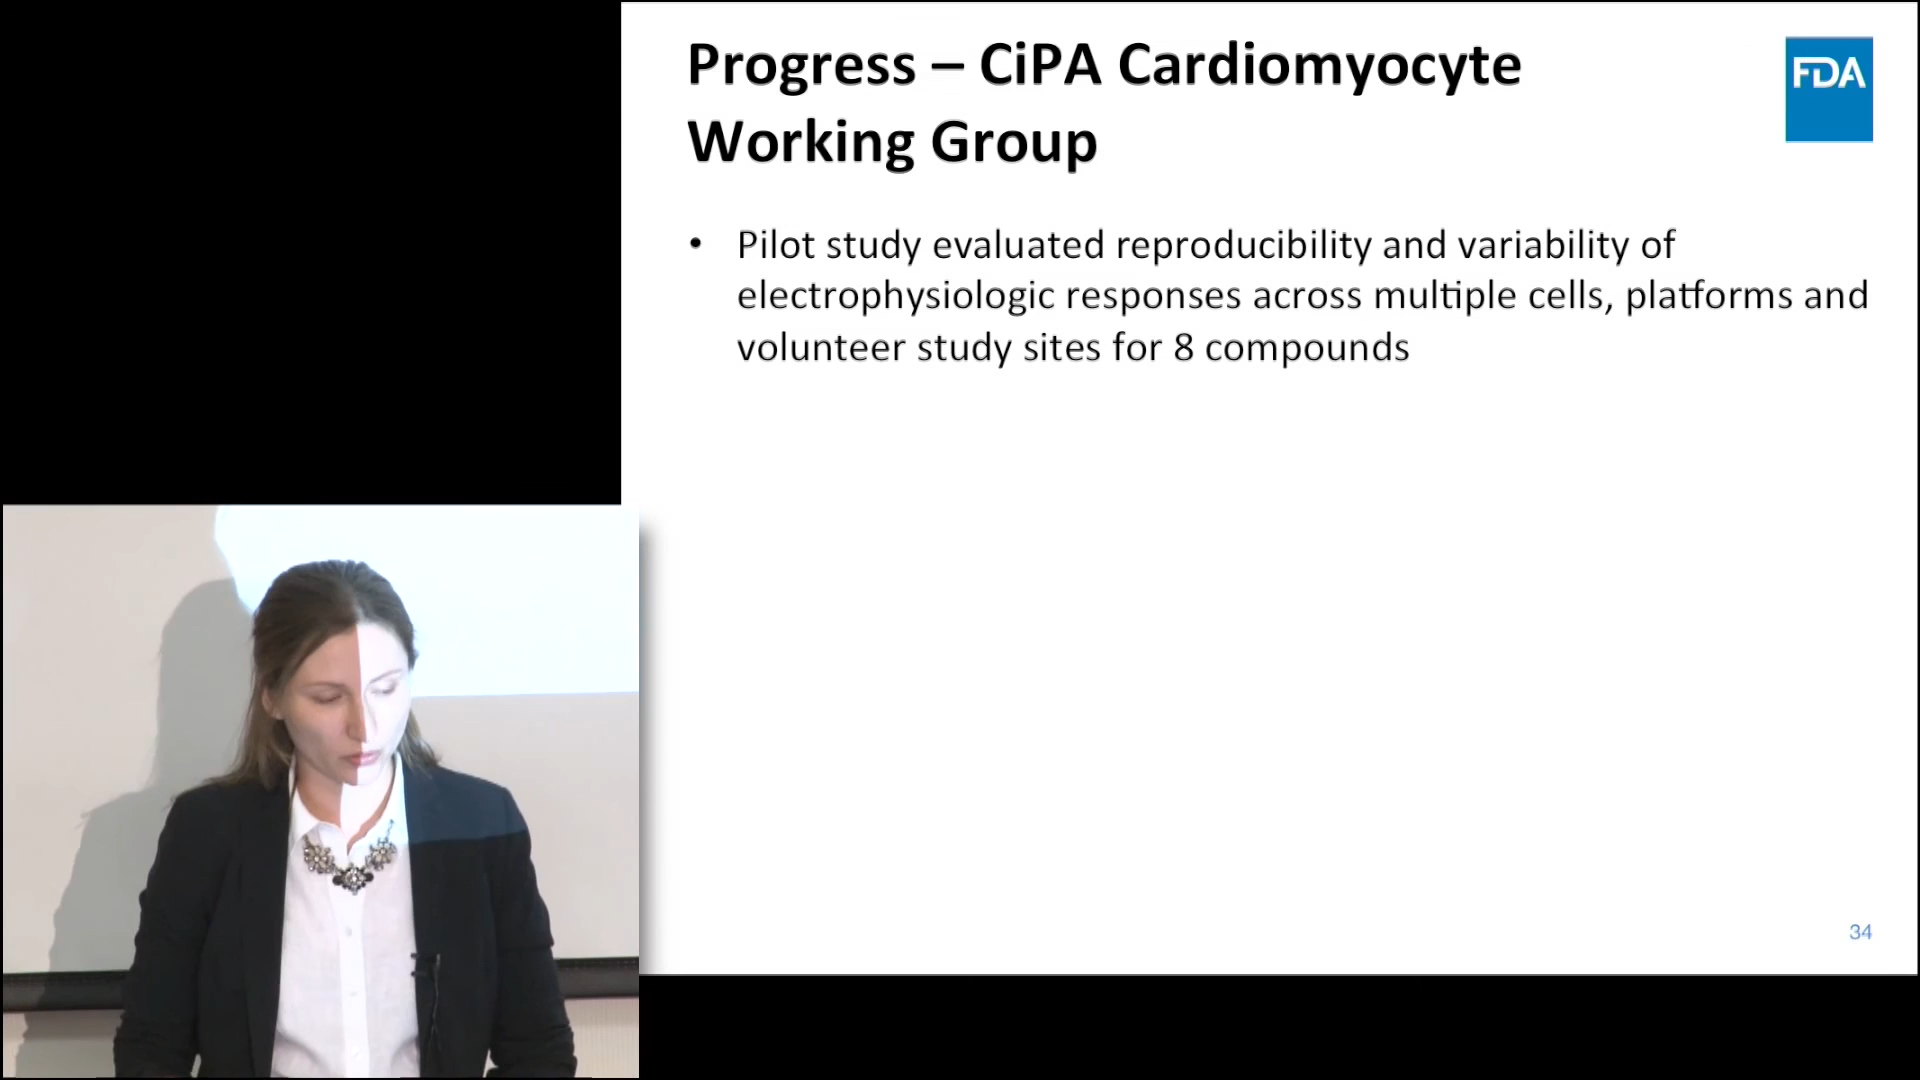 Progress – CiPA Cardiomyocyte
Working Group
FDA
• Pilot study evaluated reproducibility and variability of
electrophysiologic responses across multiple cells, platforms and
volunteer study sites for 8 compounds
34